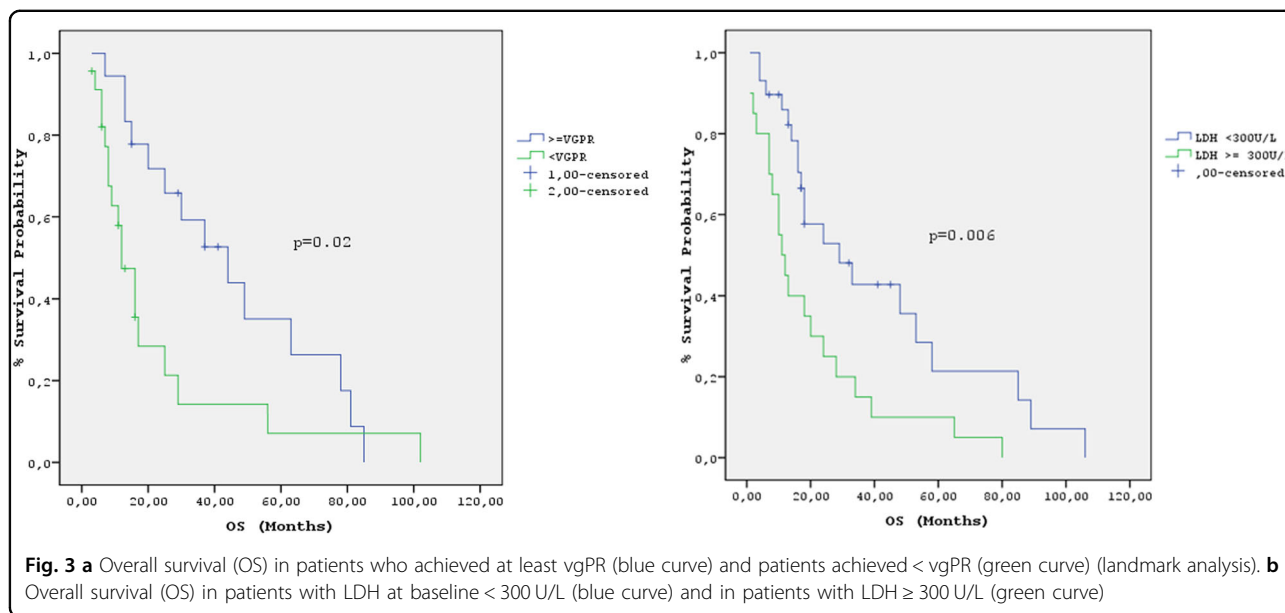 1,0
0,8
0,6
0,4
0,2
0,0
% Survival Probability
0,00 20,00 40,00 60,00 80,00 100,00 120,00
OS (Months)
p=0.02
>=VGPR
<VGPR
1,00-censored
2,00-censored
1,0
0,8
0,6
0,4
0,2
0,0
% Survival Probability
0,00 20,00 40,00 60,00 80,00 100,00 120,00
OS (Months)
p=0.006
LDH <300U/L
LDH >= 300U/
,00-censored
Fig. 3 a Overall survival (OS) in patients who achieved at least vgPR (blue curve) and patients achieved < vgPR (green curve) (landmark analysis). b
Overall survival (OS) in patients with LDH at baseline < 300 U/L (blue curve) and in patients with LDH ≥ 300 U/L (green curve)